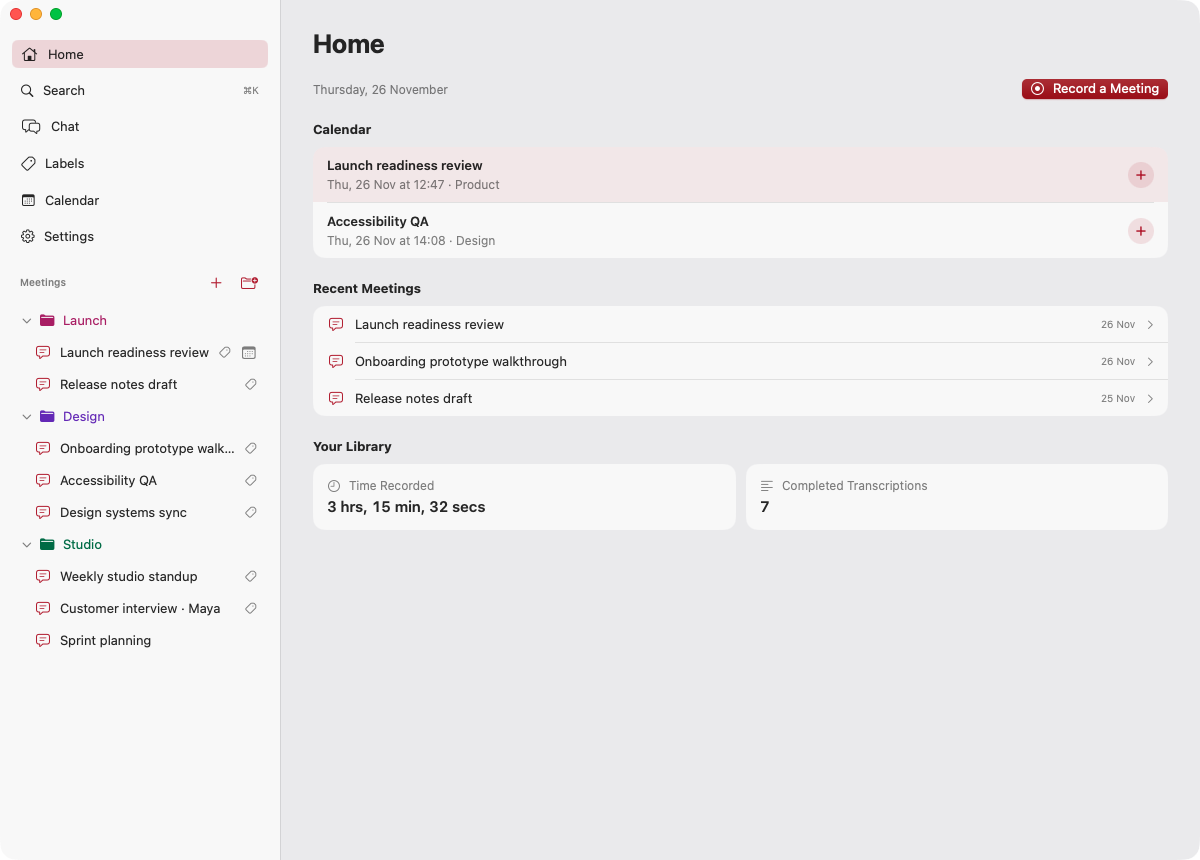 Home
Search
⌘K
Chat
Labels
Calendar
Settings
Meetings
Launch
Launch readiness review
Release notes draft
Design
Onboarding prototype walk...
Accessibility QA
Design systems sync
Studio
Weekly studio standup
Customer interview · Maya
Sprint planning
Home
Thursday, 26 November
Record a Meeting
Calendar
Launch readiness review
Thu, 26 Nov at 12:47 · Product
Accessibility QA
Thu, 26 Nov at 14:08 · Design
Recent Meetings
Launch readiness review
26 Nov
Onboarding prototype walkthrough
26 Nov
Release notes draft
25 Nov
Your Library
Time Recorded
3 hrs, 15 min, 32 secs
Completed Transcriptions
7